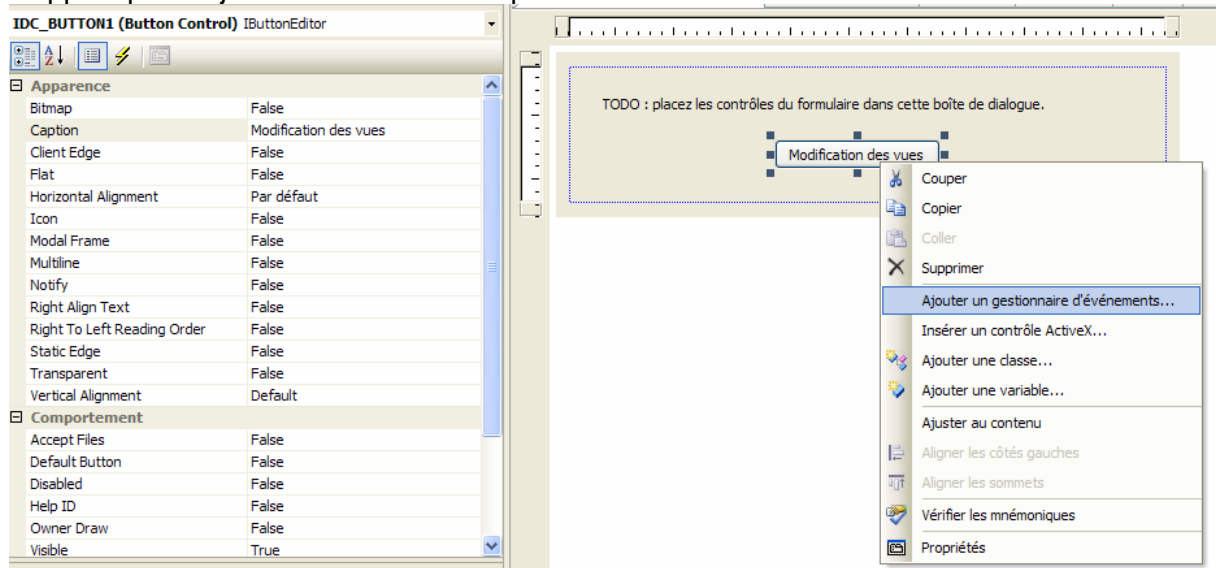 IDC_BUTTON1 (Button Control) IButtonEditor
Apparence
Bitmap False
Caption Modification des vues
Client Edge False
Flat False
Horizontal Alignment Par défaut
Icon False
Modal Frame False
Multiline False
Notify False
Right Align Text False
Right To Left Reading Order False
Static Edge False
Transparent False
Vertical Alignment Default
Comportement
Accept Files False
Default Button False
Disabled False
Help ID False
Owner Draw False
Visible True
TODO : placez les contrôles du formulaire dans cette boîte de dialogue.
Modification des vues
Couper
Copier
Coller
Supprimer
Ajouter un gestionnaire d'événements...
Insérer un contrôle ActiveX...
Ajouter une classe...
Ajouter une variable...
Ajuster au contenu
Aligner les côtés gauches
Aligner les sommets
Vérifier les mnémoniques
Propriétés